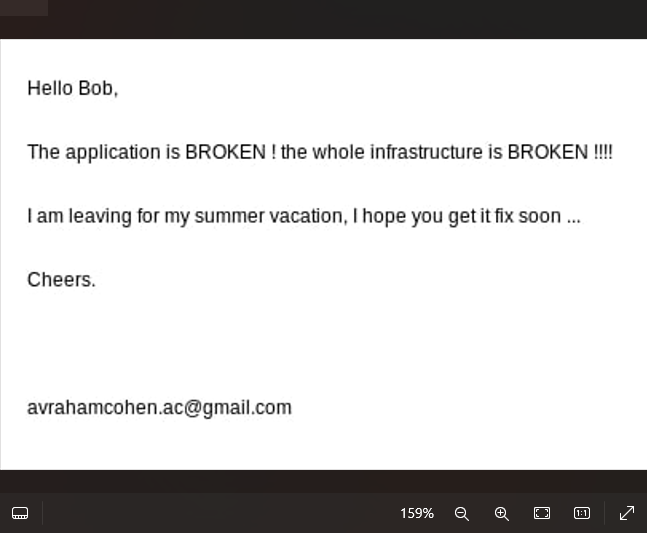 Hello Bob,
The application is BROKEN ! the whole infrastructure is BROKEN !!!!
I am leaving for my summer vacation, I hope you get it fix soon ...
Cheers.
avrahamcohen.ac@gmail.com
159%
1:1